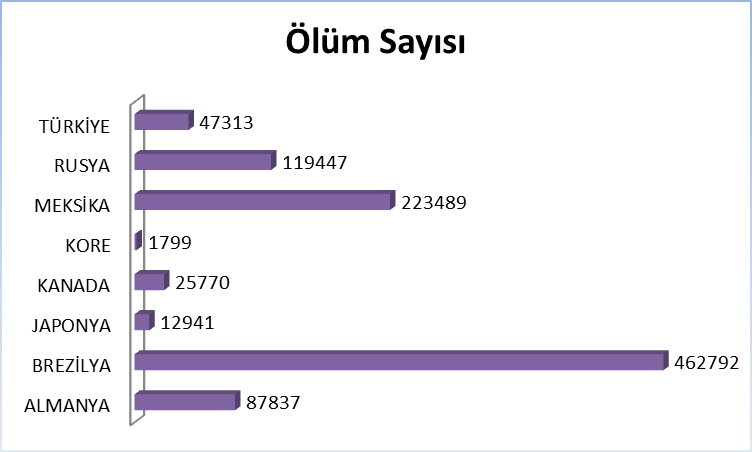 Ölüm Sayısı
TÜRKİYE 47313
RUSYA 119447
MEKSİKA 223489
KORE 1799
KANADA 25770
JAPONYA 12941
BREZİLYA 462792
ALMANYA 87837